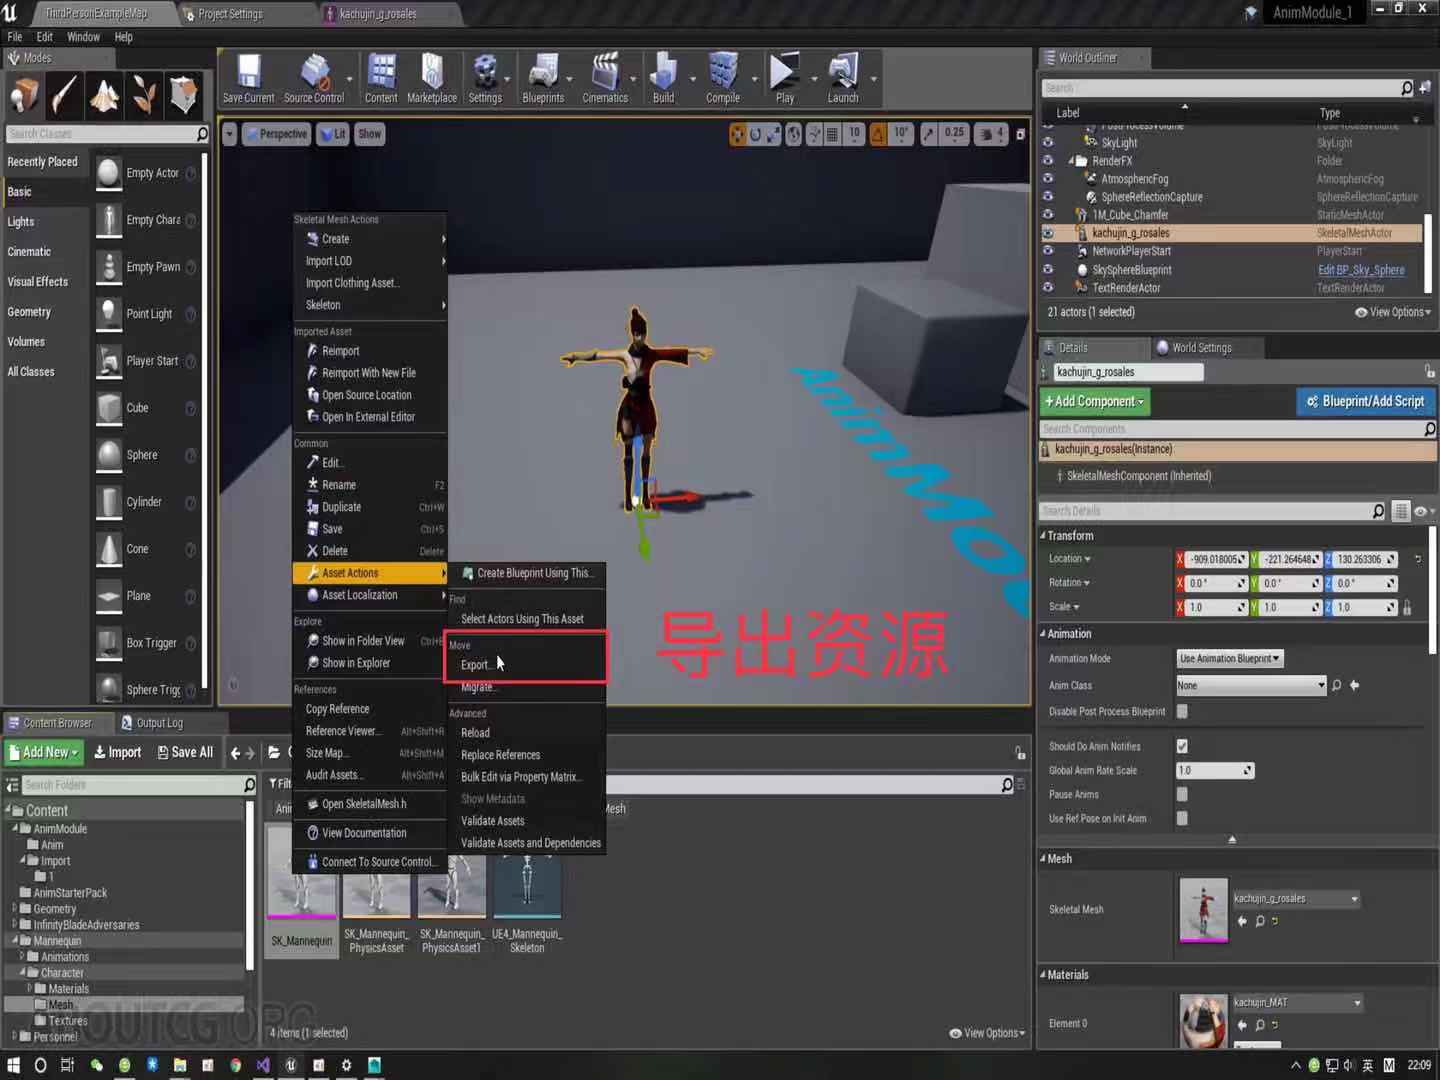 ThirdPersonExampleMap
Project Settings
kachujin_g_rosales
AnimModule_1
File Edit Window Help
Modes
Search Classes
Recently Placed
Basic
Lights
Cinematic
Visual Effects
Geometry
Volumes
All Classes
Empty Actor
Empty Chara
Empty Pawn
Point Light
Player Start
Cube
Sphere
Cylinder
Cone
Plane
Box Trigger
Sphere Trigg
Save Current
Source Control
Content
Marketplace
Settings
Blueprints
Cinematics
Build
Compile
Play
Launch
Perspective
Lit
Show
10
10°
0.25
4
Skeletal Mesh Actions
Create
Import LOD
Import Clothing Asset...
Skeleton
Imported Asset
Reimport
Reimport With New File
Open Source Location
Open In External Editor
Common
Edit...
Rename F2
Duplicate Ctrl+W
Save Ctrl+S
Delete Delete
Asset Actions
Asset Localization
Explore
Show in Folder View
Show in Explorer
References
Copy Reference
Reference Viewer... Alt+Shift+R
Size Map... Alt+Shift+M
Audit Assets... Alt+Shift+A
Open SkeletalMesh.h
View Documentation
Connect To Source Control...
Create Blueprint Using This...
Find
Select Actors Using This Asset
Move
Export...
Migrate...
Advanced
Reload
Replace References
Bulk Edit via Property Matrix...
Show Metadata
Validate Assets
Validate Assets and Dependencies
导出资源
World Outliner
Search
Label Type
PostProcessVolume
SkyLight SkyLight
RenderFX Folder
AtmosphericFog AtmosphericFog
SphereReflectionCapture SphereReflectionCapture
1M_Cube_Chamfer StaticMeshActor
kachujin_g_rosales SkeletalMeshActor
NetworkPlayerStart PlayerStart
SkySphereBlueprint Edit BP_Sky_Sphere
TextRenderActor TextRenderActor
21 actors (1 selected)
View Options
Details
World Settings
kachujin_g_rosales
+Add Component
Blueprint/Add Script
Search Components
kachujin_g_rosales(Instance)
SkeletalMeshComponent (Inherited)
Search Details
Transform
Location X -909.018005 Y -221.264648 Z 130.263306
Rotation X 0.0° Y 0.0° Z 0.0°
Scale X 1.0 Y 1.0 Z 1.0
Animation
Animation Mode Use Animation Blueprint
Anim Class None
Disable Post Process Blueprint
Should Do Anim Notifies
Global Anim Rate Scale 1.0
Pause Anims
Use Ref Pose on Init Anim
Mesh
Skeletal Mesh kachujin_g_rosales
Materials
Element 0 kachujin_MAT
Content Browser
Output Log
Add New
Import
Save All
Search Folders
Content
AnimModule
Anim
Import
1
AnimStarterPack
Geometry
InfinityBladeAdversaries
Mannequin
Animations
Character
Materials
Mesh
Textures
Personnel
SK_Mannequin
SK_Mannequin_
PhysicsAsset
SK_Mannequin_
PhysicsAsset1
UE4_Mannequin_
Skeleton
4 items (1 selected)
View Options
英
22:09